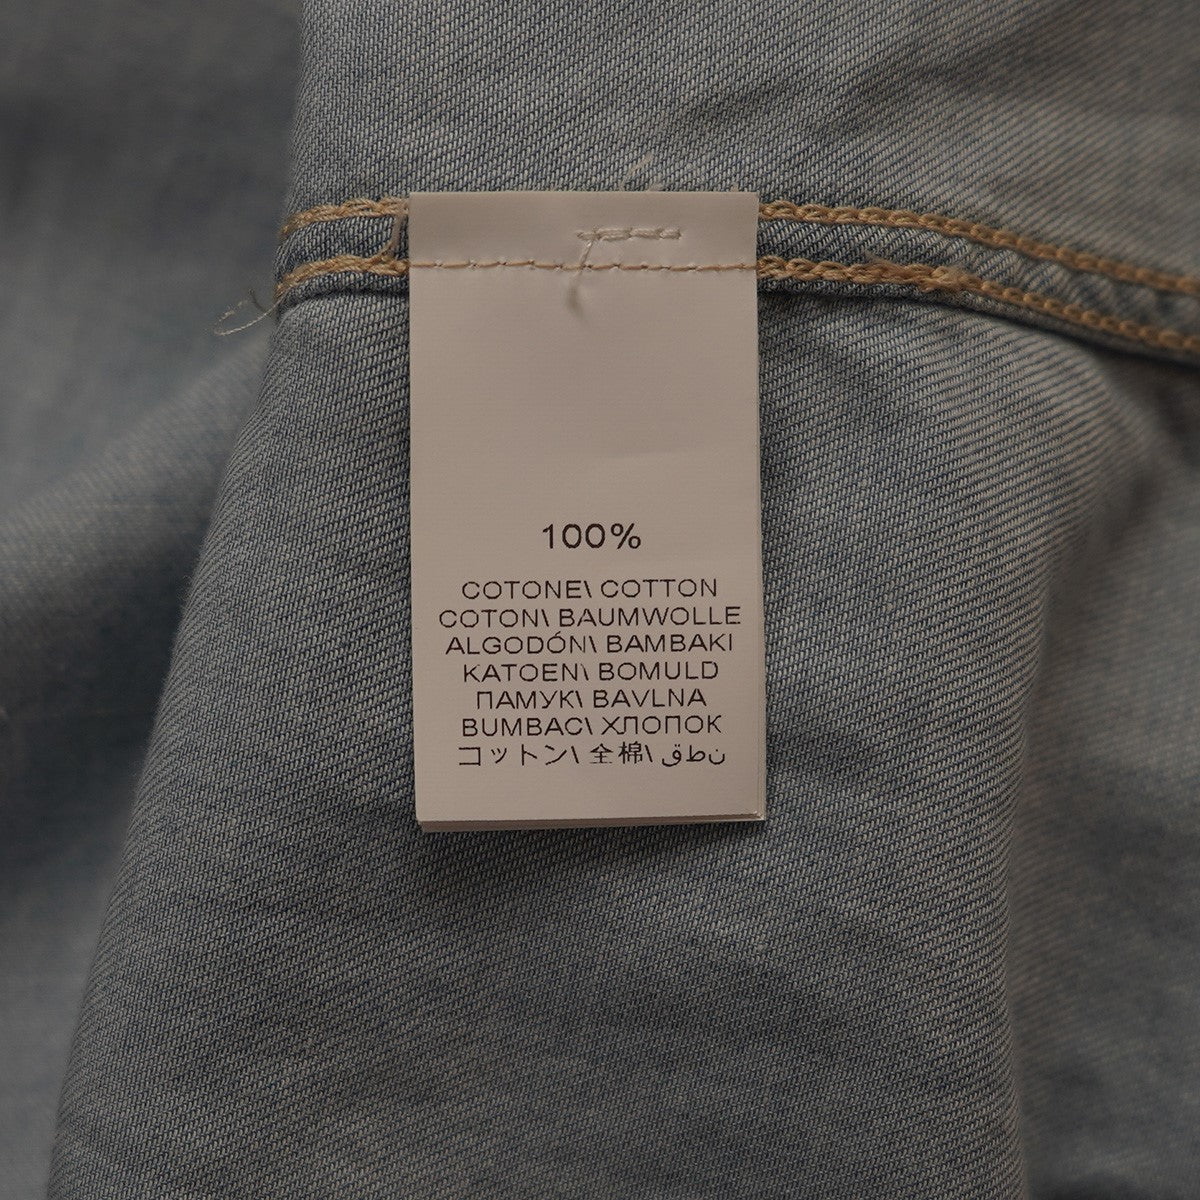 100%
COTONE\ COTTON
COTON\ BAUMWOLLE
ALGODÓN\ BAMBAKI
KATOEN\ BOMULD
ПАМУК\ BAVLNA
BUMBAC\ ХЛОПОК
コットン\ 全棉\ قطن